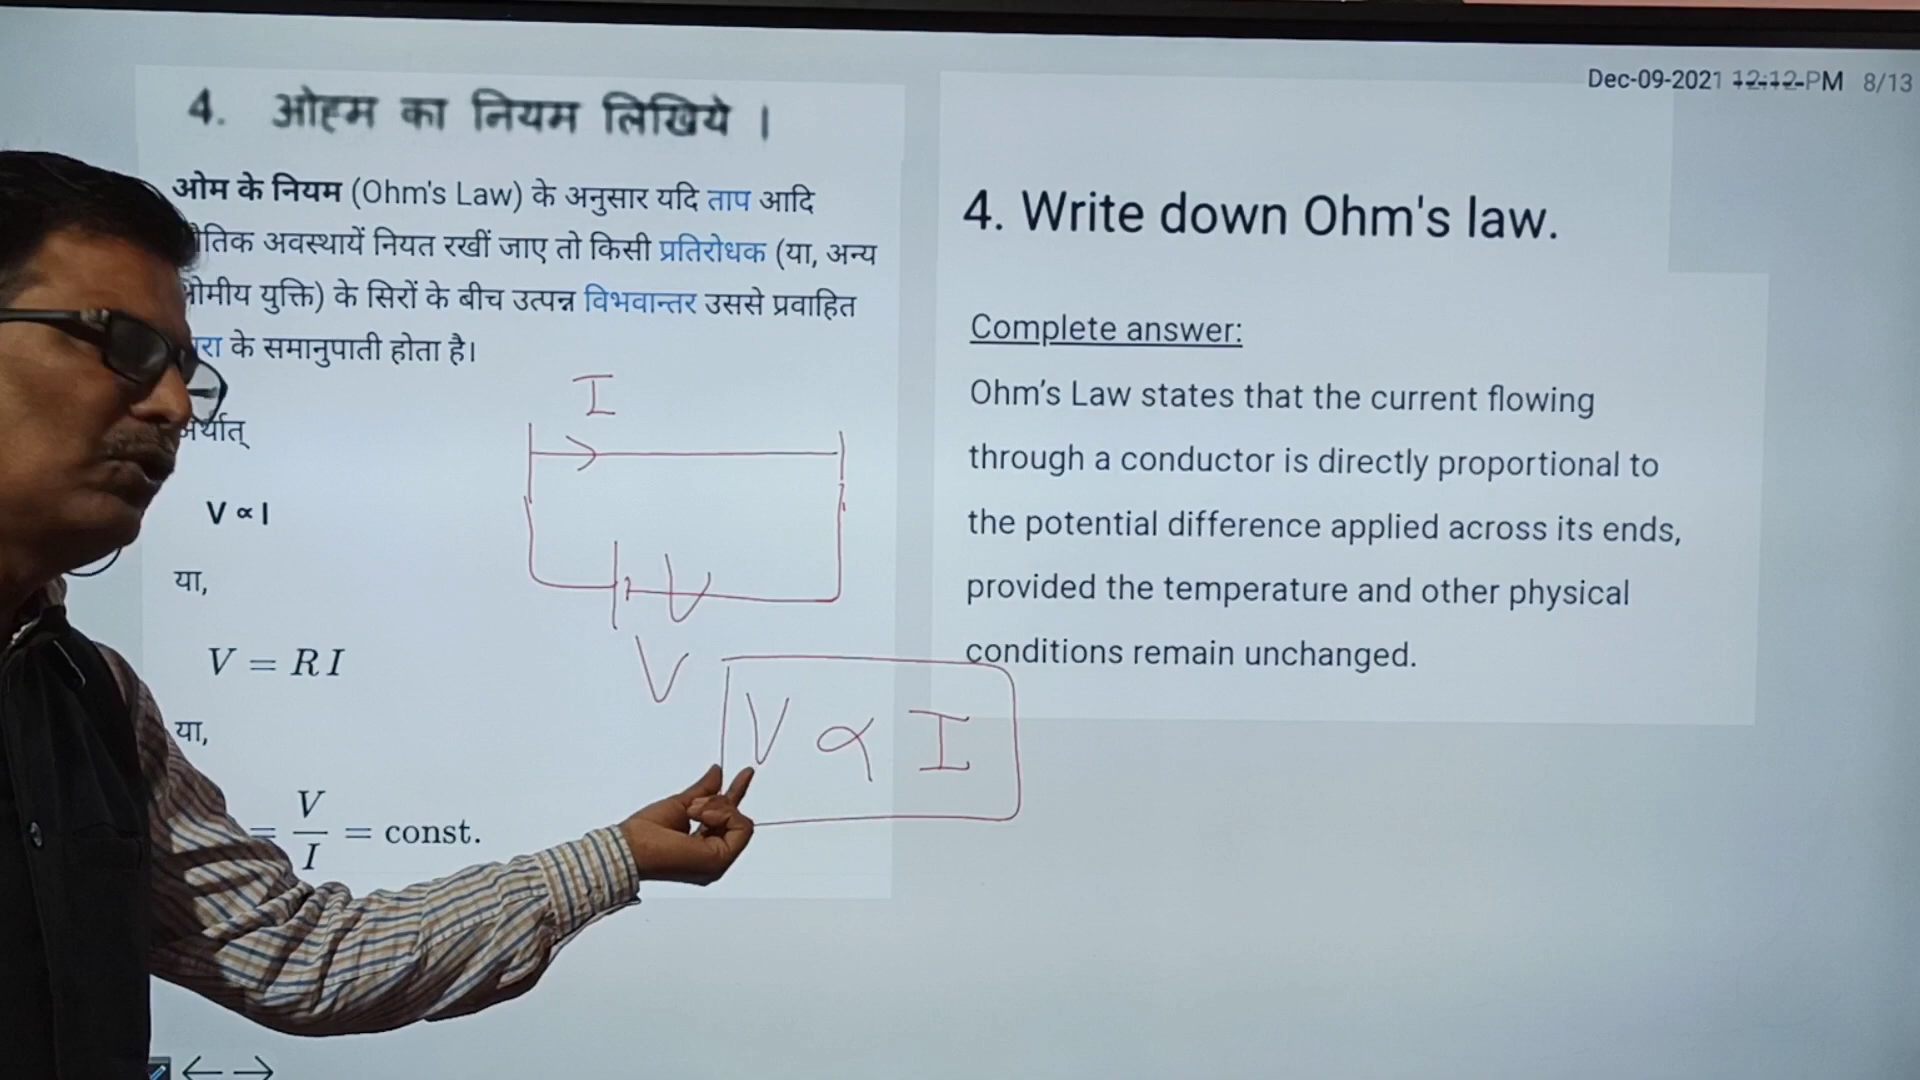 Dec-09-2021 12:12 PM 8/13
4. ओह्म का नियम लिखिये ।
ओम के नियम (Ohm's Law) के अनुसार यदि ताप आदि
अवस्थायें नियत रखीं जाए तो किसी प्रतिरोधक (या, अन्य
युक्ति) के सिरों के बीच उत्पन्न विभवान्तर उससे प्रवाहित
के समानुपाती होता है।
I
V ∝ I
या,
V
V = R I
V
या,
V ∝ I
= V/I = const.
4. Write down Ohm's law.
Complete answer:
Ohm's Law states that the current flowing
through a conductor is directly proportional to
the potential difference applied across its ends,
provided the temperature and other physical
conditions remain unchanged.